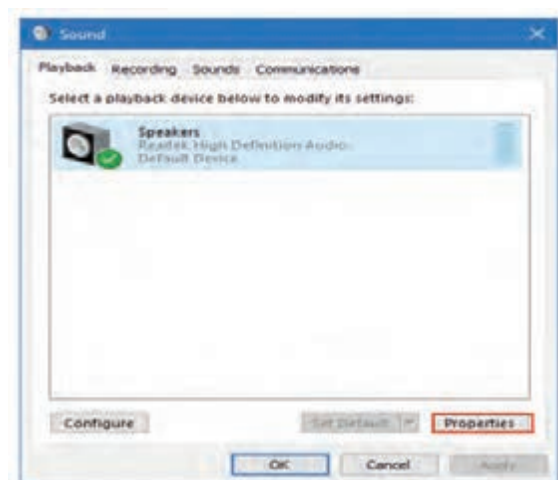 Sound
Playback Recording Sounds Communications
Select a playback device below to modify its settings:
Speakers
Realtek High Definition Audio
Default Device
Configure Set Default Properties
OK Cancel Apply